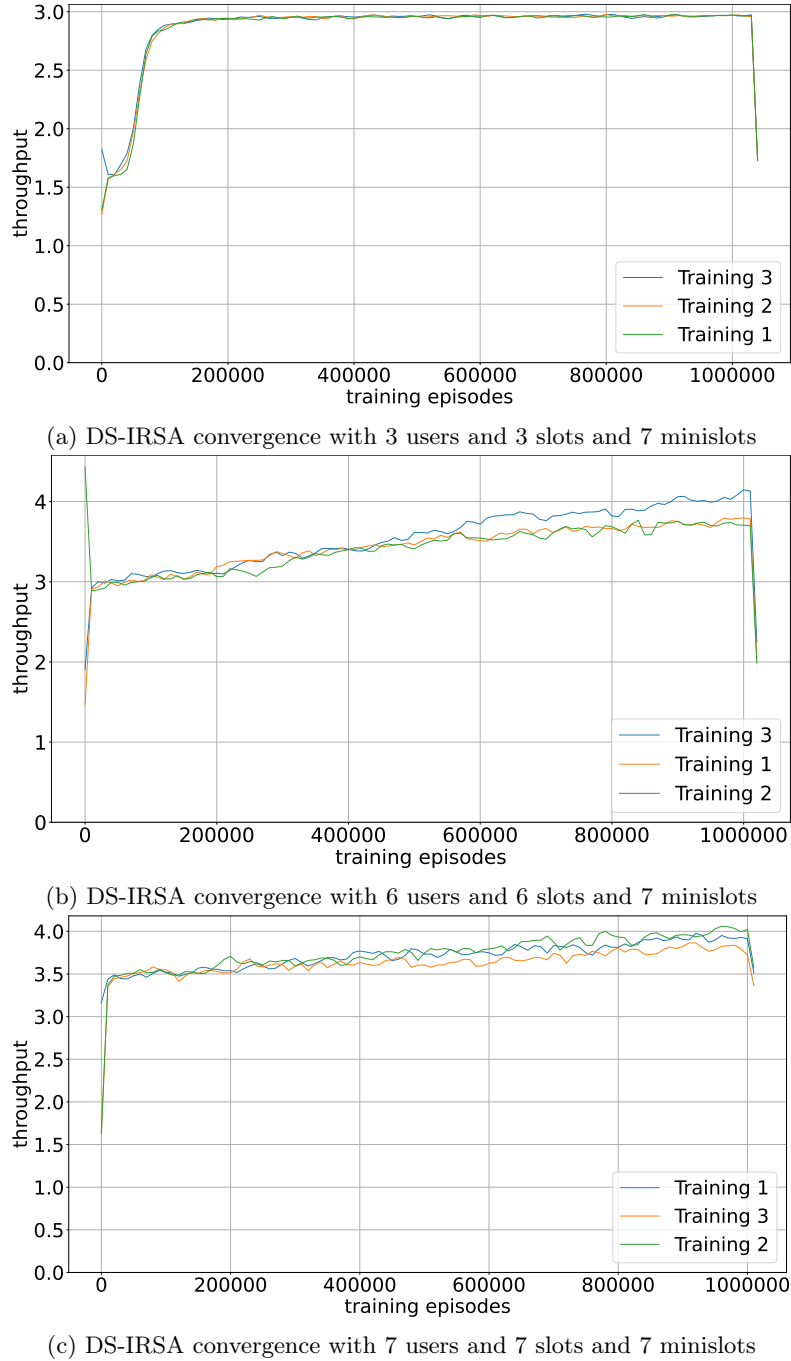 3.0
2.5
2.0
1.5
1.0
0.5
0.0
throughput
Training 3
Training 2
Training 1
0 200000 400000 600000 800000 1000000
training episodes
(a) DS-IRSA convergence with 3 users and 3 slots and 7 minislots
4
3
2
1
0
throughput
Training 3
Training 1
Training 2
0 200000 400000 600000 800000 1000000
training episodes
(b) DS-IRSA convergence with 6 users and 6 slots and 7 minislots
4.0
3.5
3.0
2.5
2.0
1.5
1.0
0.5
0.0
throughput
Training 1
Training 3
Training 2
0 200000 400000 600000 800000 1000000
training episodes
(c) DS-IRSA convergence with 7 users and 7 slots and 7 minislots